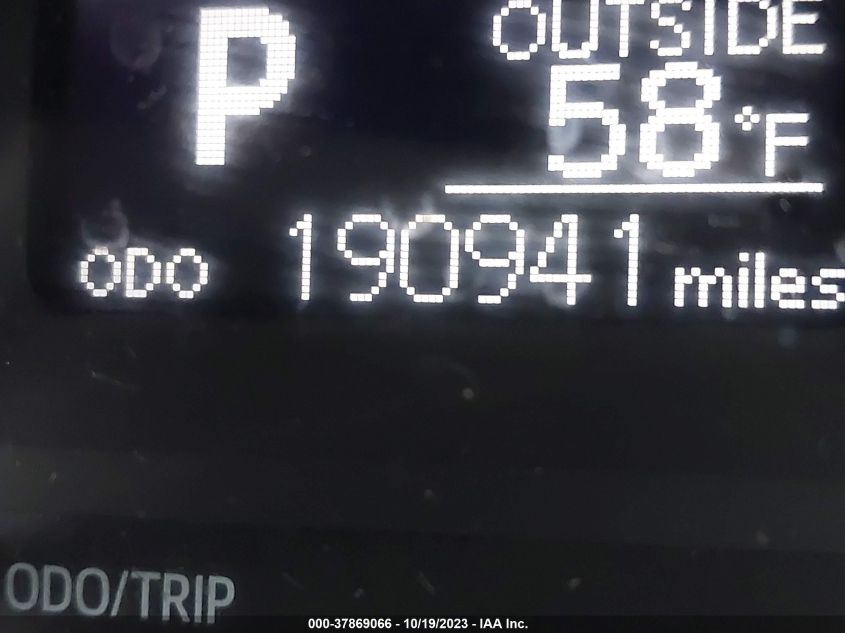 P
OUTSIDE
58°F
ODO 190941 miles
ODO/TRIP
000-37869066 - 10/19/2023 - IAA Inc.